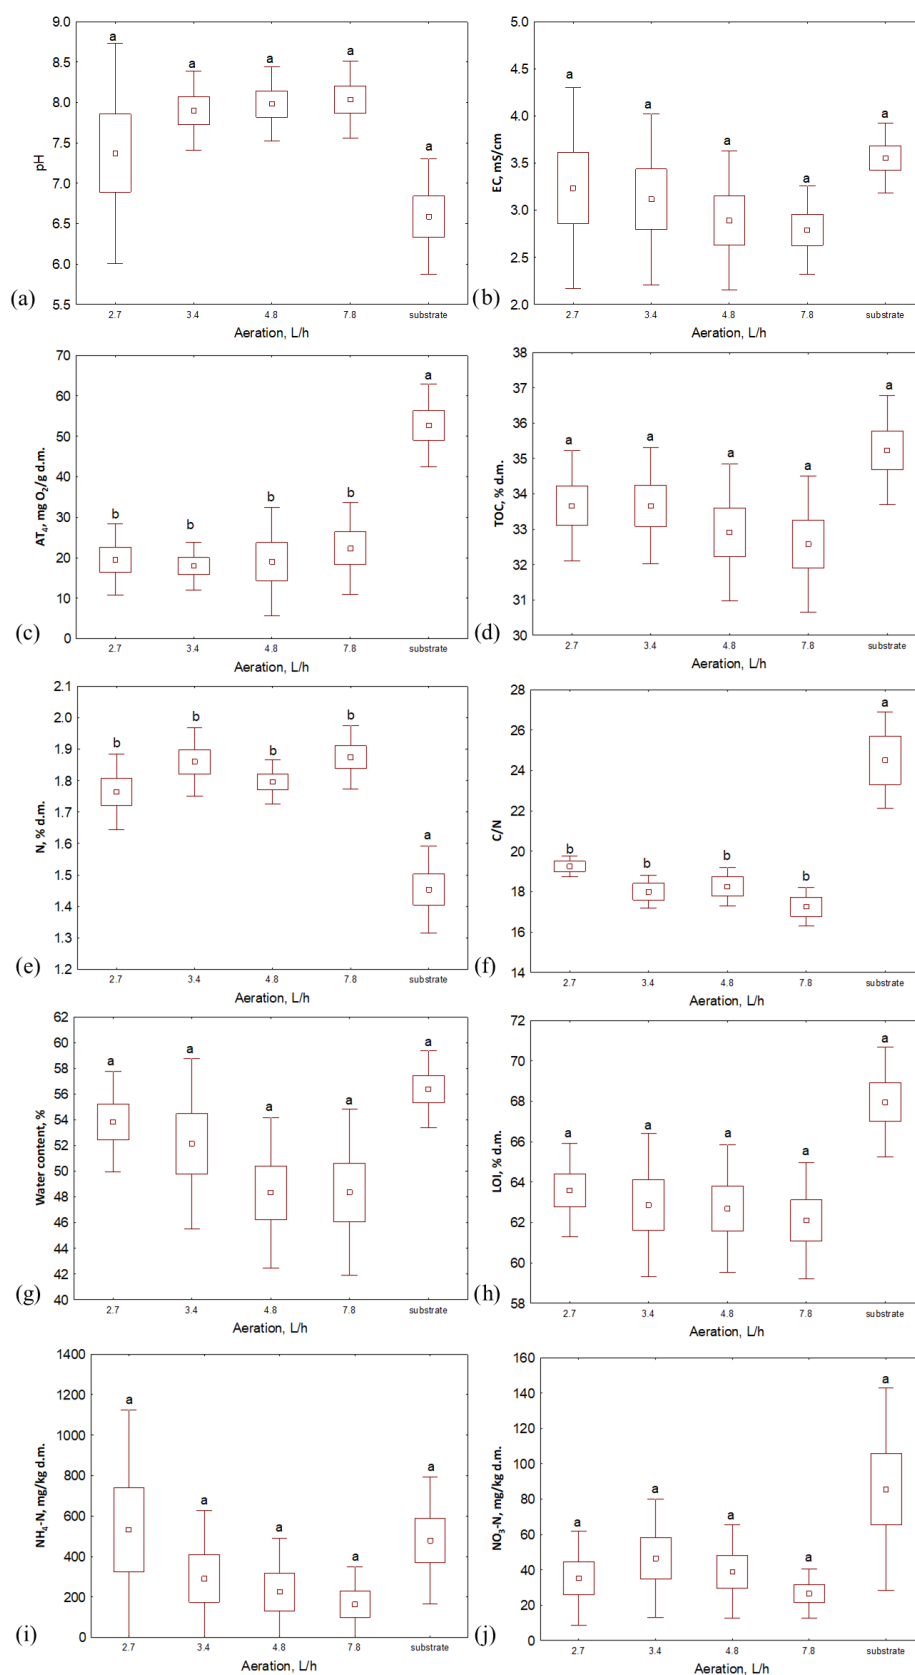 9.0
8.5
8.0
7.5
7.0
6.5
6.0
5.5
pH
a
a
a
a
a
2.7
3.4
4.8
7.8
substrate
Aeration, L/h
(a)
5.0
4.5
4.0
3.5
3.0
2.5
2.0
EC, mS/cm
a
a
a
a
a
2.7
3.4
4.8
7.8
substrate
Aeration, L/h
(b)
70
60
50
40
30
20
10
0
AT4, mg O2/g d.m.
b
b
b
b
a
2.7
3.4
4.8
7.8
substrate
Aeration, L/h
(c)
38
37
36
35
34
33
32
31
30
TOC, % d.m.
a
a
a
a
a
2.7
3.4
4.8
7.8
substrate
Aeration, L/h
(d)
2.1
2.0
1.9
1.8
1.7
1.6
1.5
1.4
1.3
1.2
N, % d.m.
b
b
b
b
a
2.7
3.4
4.8
7.8
substrate
Aeration, L/h
(e)
28
26
24
22
20
18
16
14
C/N
b
b
b
b
a
2.7
3.4
4.8
7.8
substrate
Aeration, L/h
(f)
62
60
58
56
54
52
50
48
46
44
42
40
Water content, %
a
a
a
a
a
2.7
3.4
4.8
7.8
substrate
Aeration, L/h
(g)
72
70
68
66
64
62
60
58
LOI, % d.m.
a
a
a
a
a
2.7
3.4
4.8
7.8
substrate
Aeration, L/h
(h)
1400
1200
1000
800
600
400
200
0
NH4-N, mg/kg d.m.
a
a
a
a
a
2.7
3.4
4.8
7.8
substrate
Aeration, L/h
(i)
160
140
120
100
80
60
40
20
0
NO3-N, mg/kg d.m.
a
a
a
a
a
2.7
3.4
4.8
7.8
substrate
Aeration, L/h
(j)